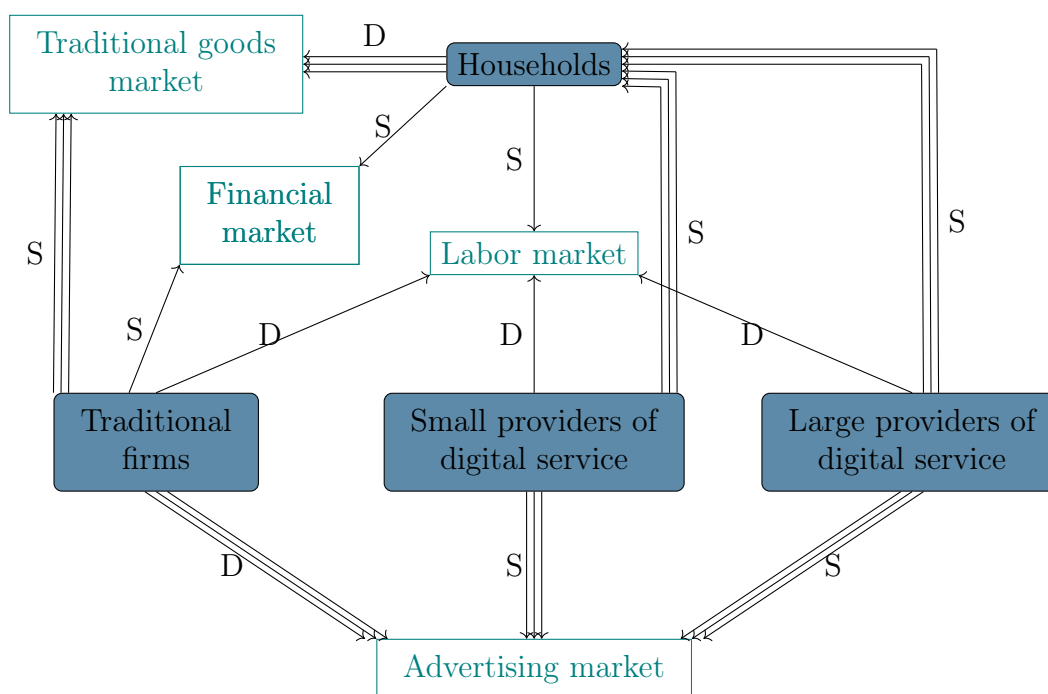 Traditional goods
market
D
Households
S
Financial
market
S
Labor market
S
S
S
S
D
D
D
Traditional
firms
Small providers of
digital service
Large providers of
digital service
D
S
S
Advertising market